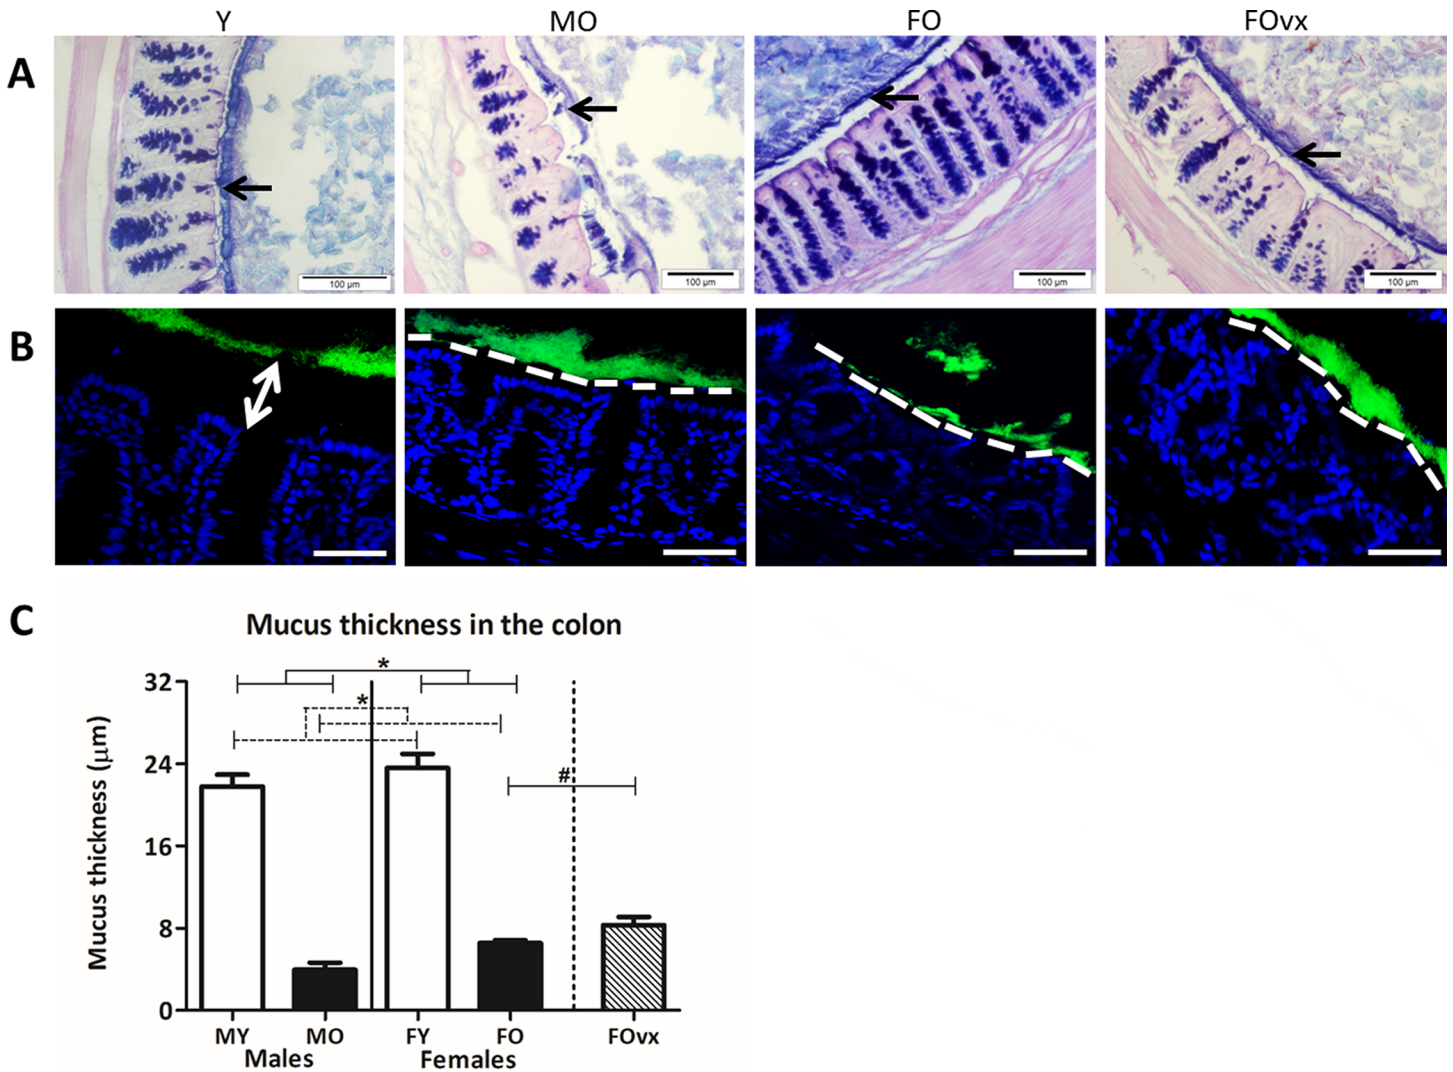 Y MO FO FOvx
A
100 µm 100 µm 100 µm 100 µm
B
C
Mucus thickness in the colon
*
32
*
24
#
16
8
0
Mucus thickness (µm)
MY MO FY FO FOvx
Males Females